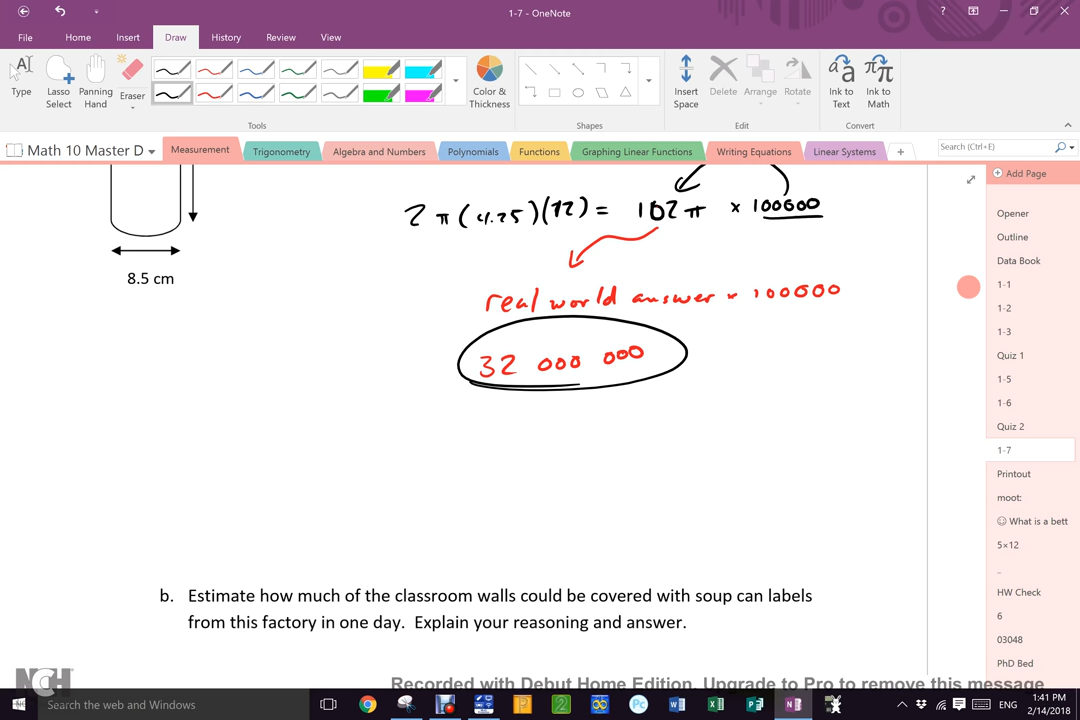 1-7 - OneNote
File Home Insert Draw History Review View
Type Lasso Select Panning Hand Eraser Color & Thickness Insert Space Delete Arrange Rotate Ink to Text Ink to Math
Tools Shapes Edit Convert
Math 10 Master D Measurement Trigonometry Algebra and Numbers Polynomials Functions Graphing Linear Functions Writing Equations Linear Systems + Search (Ctrl+E)
Add Page
2 π (4.25)(12) = 102 π × 100000
8.5 cm
real world answer × 100000
32 000 000
Opener
Outline
Data Book
1-1
1-2
1-3
Quiz 1
1-5
1-6
Quiz 2
1-7
Printout
moot:
☺ What is a bett
5×12
..
HW Check
6
03048
PhD Bed
b. Estimate how much of the classroom walls could be covered with soup can labels
from this factory in one day. Explain your reasoning and answer.
NCH
Recorded with Debut Home Edition. Upgrade to Pro to remove this message
Search the web and Windows
ENG 1:41 PM
2/14/2018